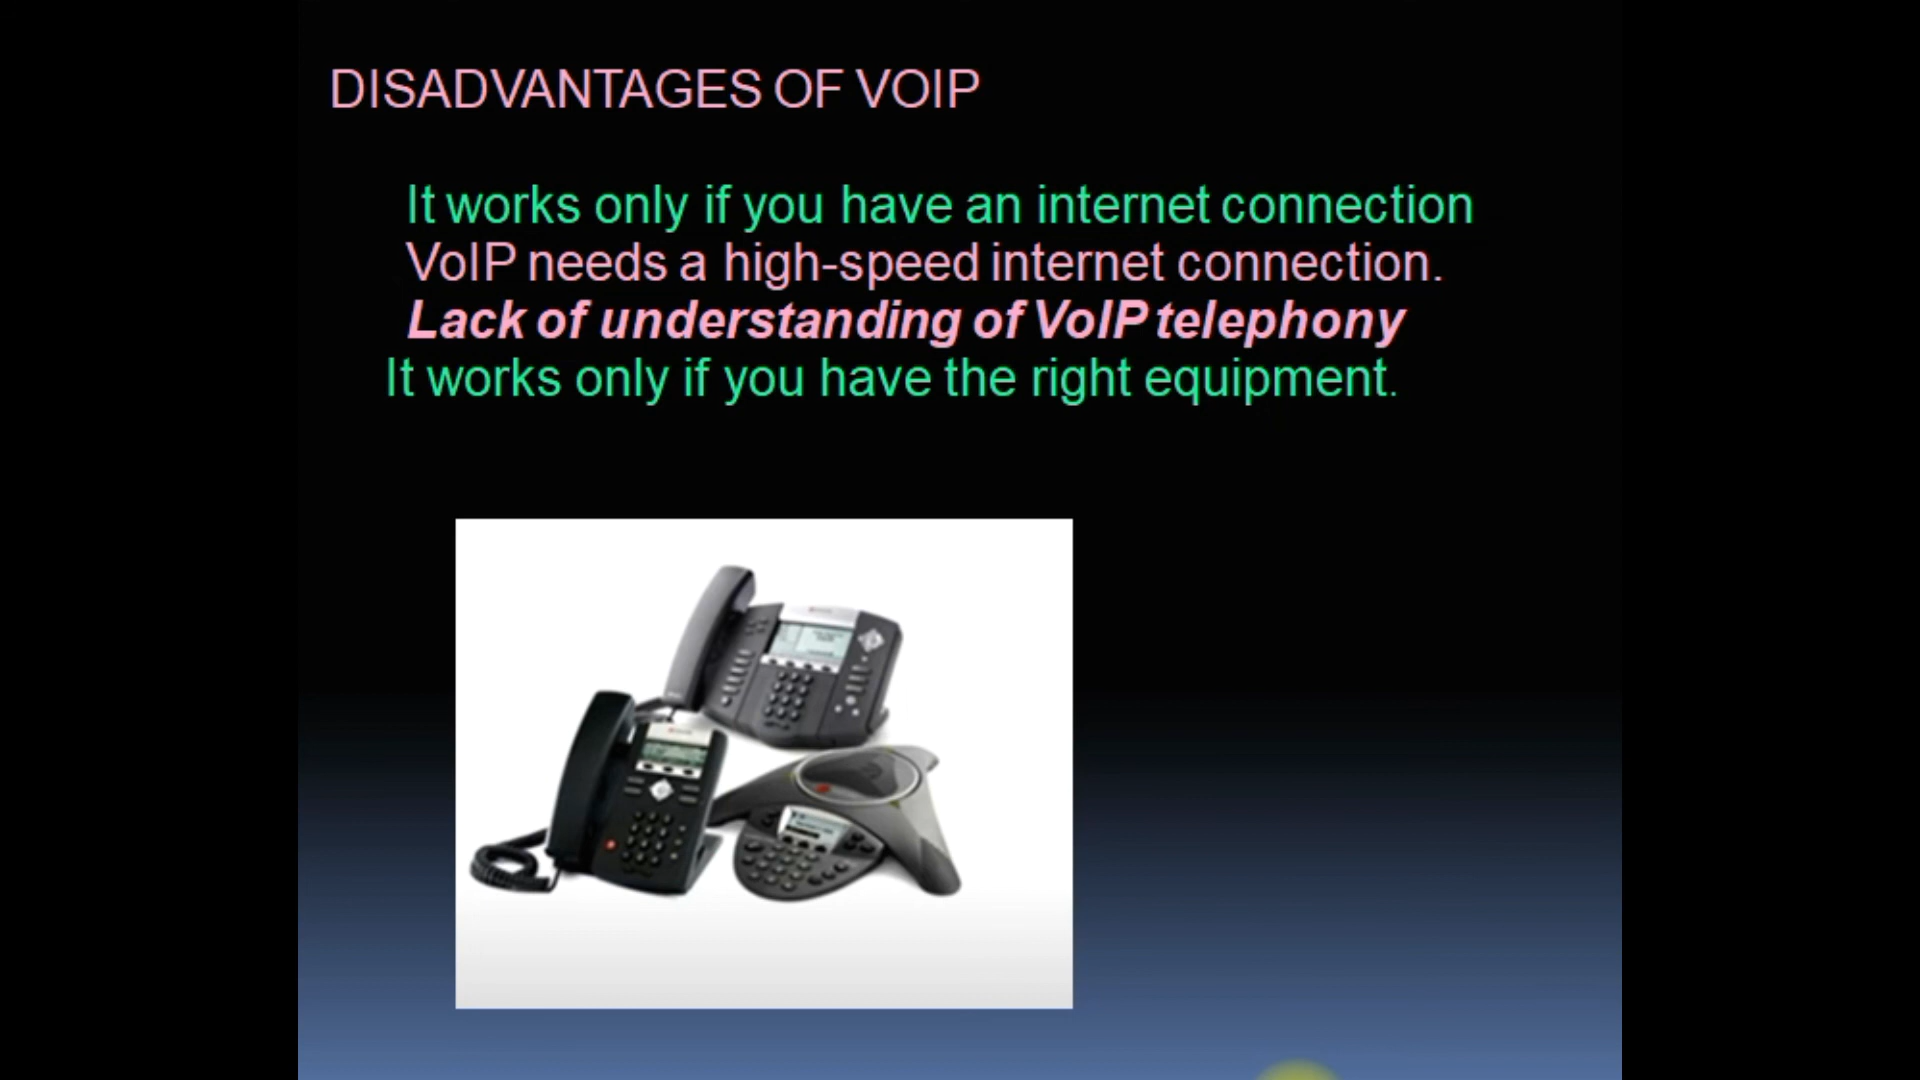 DISADVANTAGES OF VOIP
It works only if you have an internet connection
VoIP needs a high-speed internet connection.
Lack of understanding of VoIP telephony
It works only if you have the right equipment.